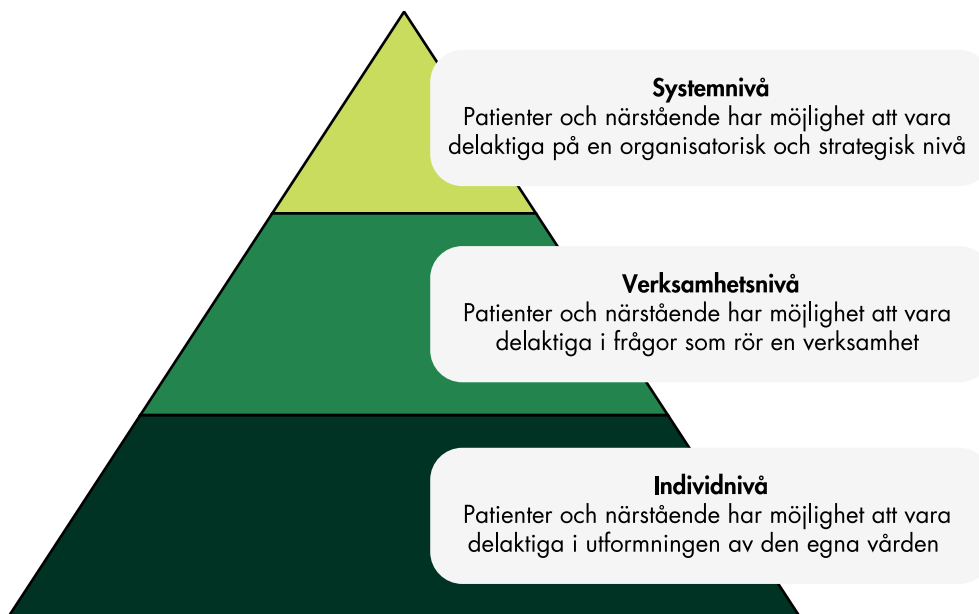 Systemnivå
Patienter och närstående har möjlighet att vara
delaktiga på en organisatorisk och strategisk nivå
Verksamhetsnivå
Patienter och närstående har möjlighet att vara
delaktiga i frågor som rör en verksamhet
Individnivå
Patienter och närstående har möjlighet att vara
delaktiga i utformningen av den egna vården